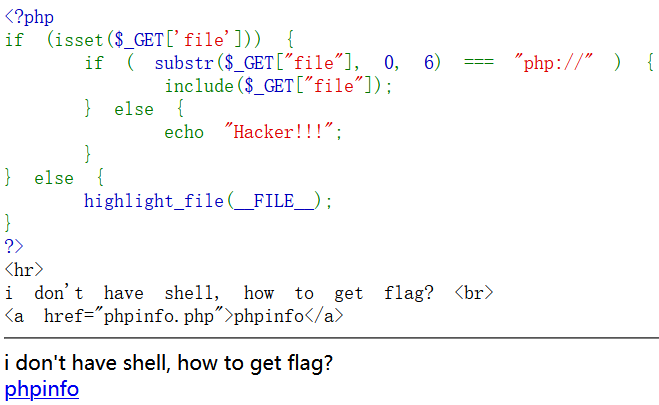 <?php
if (isset($_GET['file'])) {
if ( substr($_GET["file"], 0, 6) === "php://" ) {
include($_GET["file"]);
} else {
echo "Hacker!!!";
}
} else {
highlight_file(__FILE__);
}
?>
<hr>
i don't have shell, how to get flag? <br>
<a href="phpinfo.php">phpinfo</a>
i don't have shell, how to get flag?
phpinfo